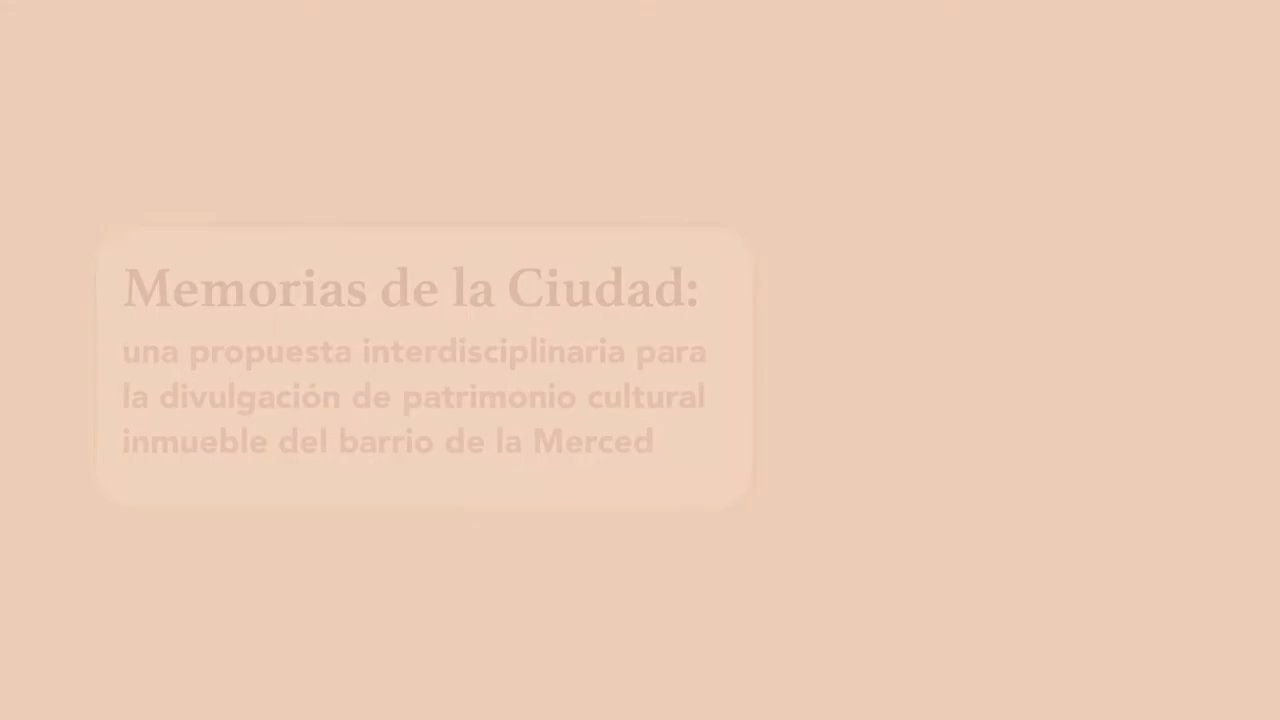 Memorias de la Ciudad:
una propuesta interdisciplinaria para
la divulgación de patrimonio cultural
inmueble del barrio de la Merced